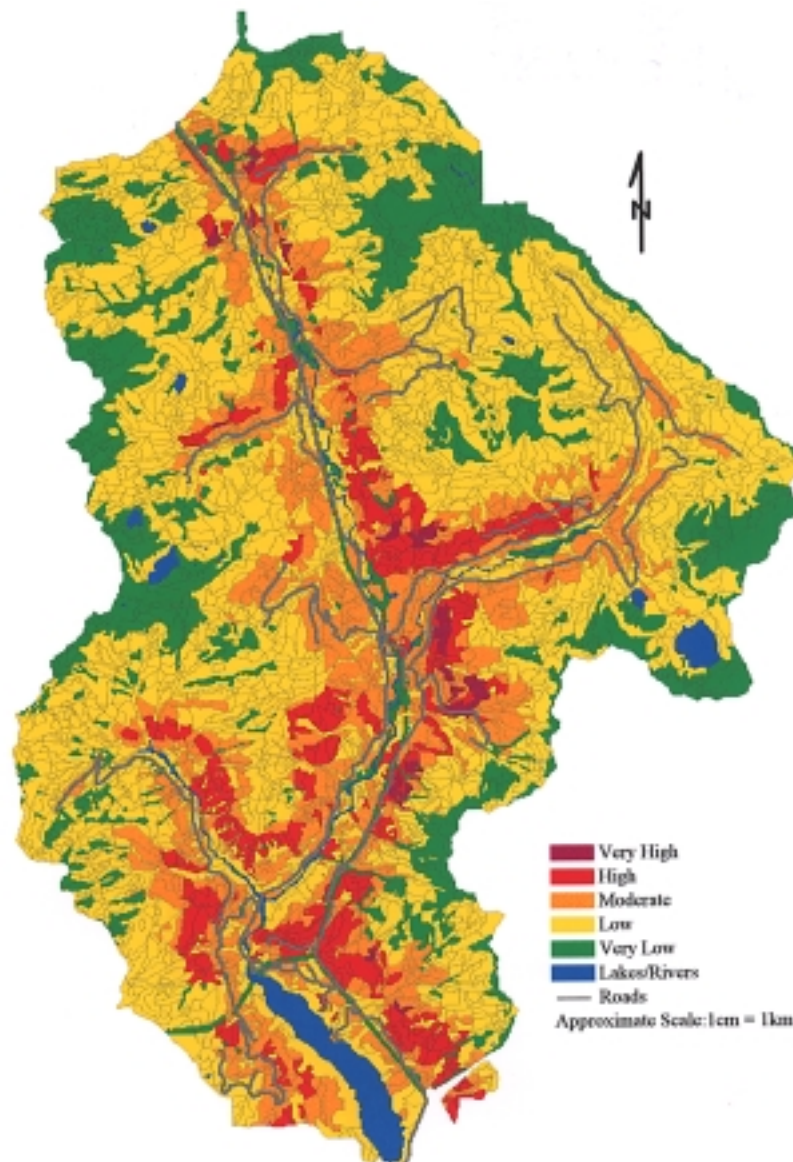 N
Very High
High
Moderate
Low
Very Low
Lakes/Rivers
Roads
Approximate Scale:1cm = 1km